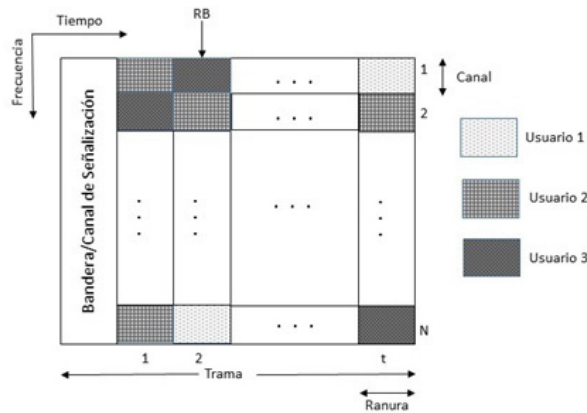 RB
Tiempo
Frecuencia
Bandera/Canal de Señalización
. . .
1
Canal
. . .
2
Usuario 1
Usuario 2
Usuario 3
. . .
. . .
. . .
. . .
. . .
N
1
2
t
Trama
Ranura